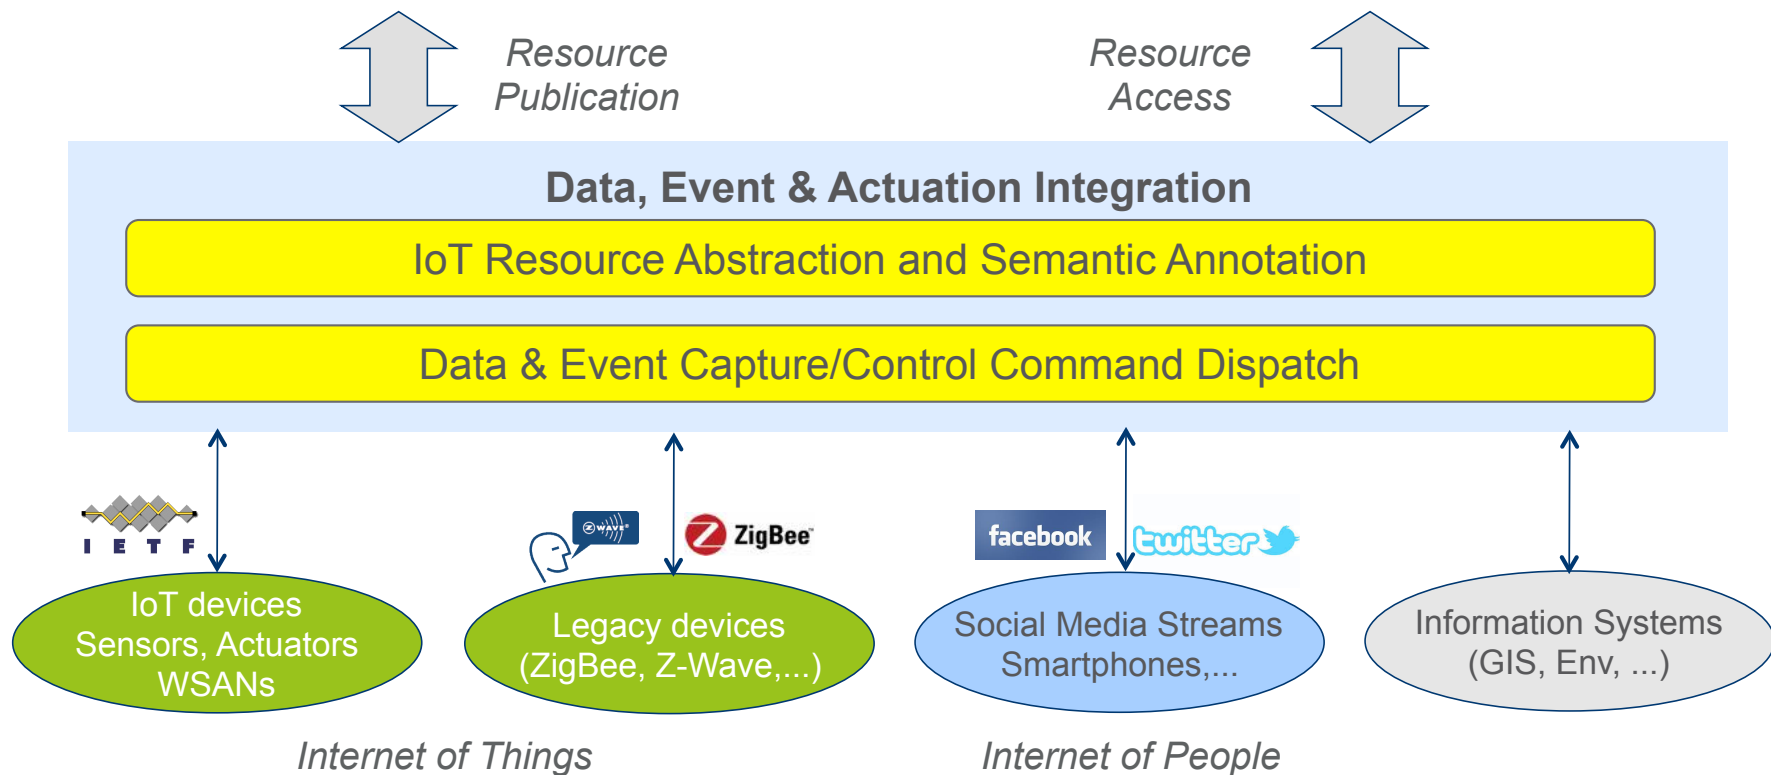 Resource
Publication
Resource
Access
Data, Event & Actuation Integration
IoT Resource Abstraction and Semantic Annotation
Data & Event Capture/Control Command Dispatch
I E T F
Z WAVE
ZigBee™
facebook
twitter
IoT devices
Sensors, Actuators
WSANs
Legacy devices
(ZigBee, Z-Wave,...)
Social Media Streams
Smartphones,...
Information Systems
(GIS, Env, ...)
Internet of Things
Internet of People